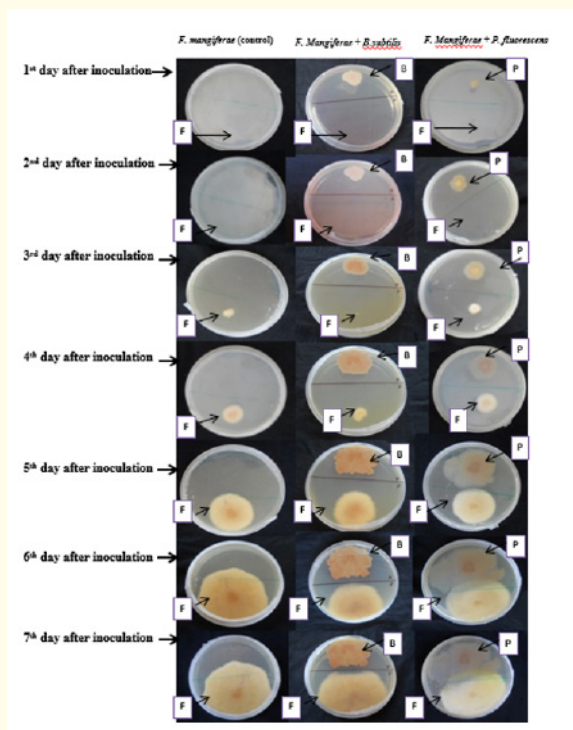 F. mangiferae (control) F. Mangiferae + B.subtilis F. Mangiferae + P. fluorescens
1st day after inoculation
B
P
F
F
2nd day after inoculation
B
P
F
F
F
3rd day after inoculation
B
P
F
F
F
4th day after inoculation
B
P
F
F
F
5th day after inoculation
B
P
F
F
F
6th day after inoculation
B
P
F
F
F
7th day after inoculation
B
P
F
F
F